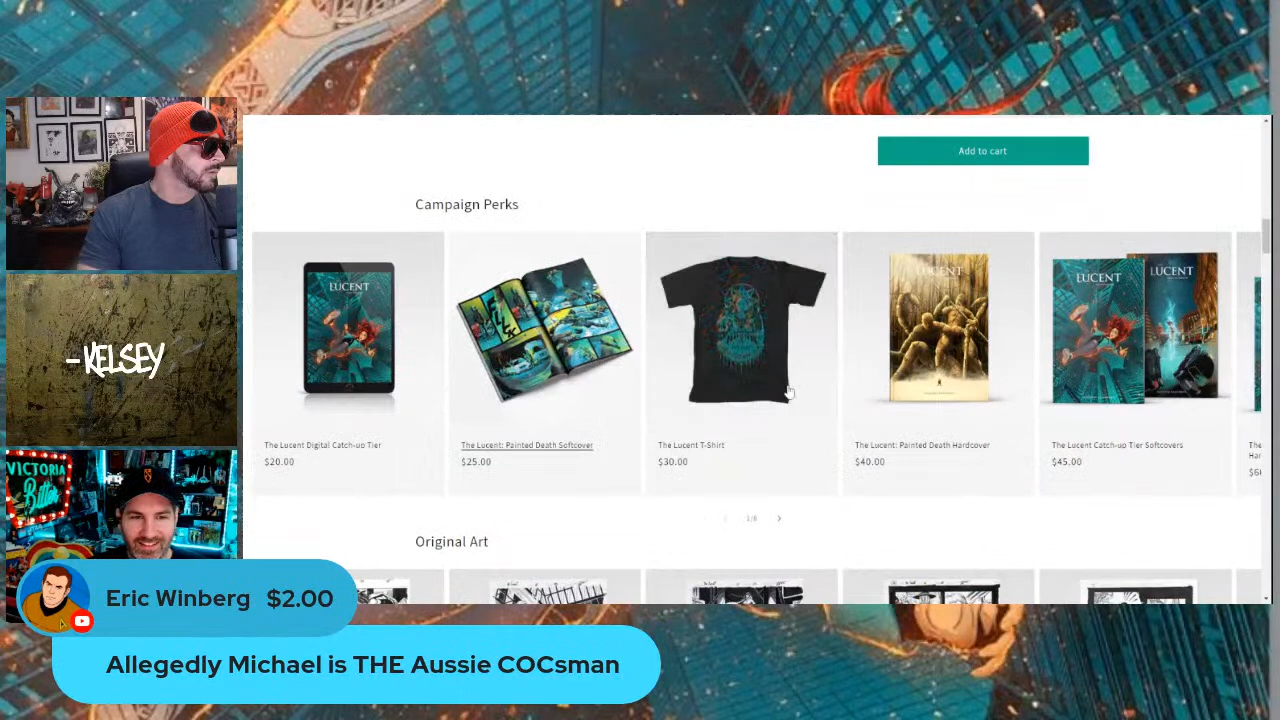 Add to cart
Campaign Perks
LUCENT
LUCENT
LUCENT
LUCENT
The Lucent Digital Catch-up Tier
$20.00
The Lucent: Painted Death Softcover
$25.00
The Lucent T-Shirt
$30.00
The Lucent: Painted Death Hardcover
$40.00
The Lucent Catch-up Tier Softcovers
$45.00
1/8
Original Art
-KELSEY
VICTORIA
Bitter
Eric Winberg $2.00
Allegedly Michael is THE Aussie COCsman